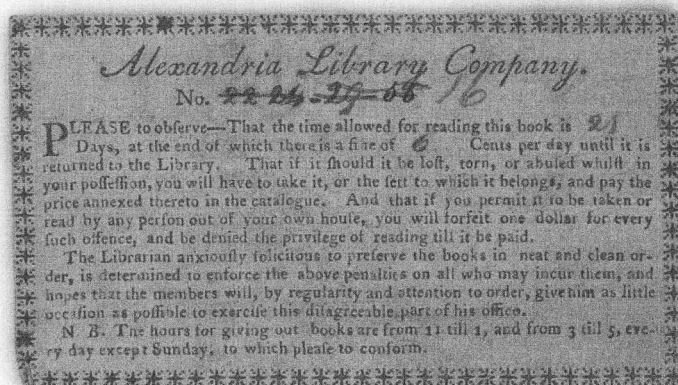 Alexandria Library Company.
No. 16
PLEASE to obſerve—That the time allowed for reading this book is 21
Days, at the end of which there is a fine of 6 Cents per day until it is
returned to the Library. That if it ſhould it be loſt, torn, or abuſed whilſt in
your poſſeſſion, you will have to take it, or the ſett to which it belongs, and pay the
price annexed thereto in the catalogue. And that if you permit it to be taken or
read by any perſon out of your own houſe, you will forfeit one dollar for every
ſuch offence, and be denied the privilege of reading till it be paid.
The Librarian anxiouſly ſolicitous to preſerve the books in neat and clean or-
der, is determined to enforce the above penalties on all who may incur them, and
hopes that the members will, by regularity and attention to order, give him as little
occaſion as poſſible to exerciſe this diſagreeable part of his office.
N B. The hours for giving out books are from 11 till 1, and from 3 till 5, eve-
ry day except Sunday, to which pleaſe to conform.